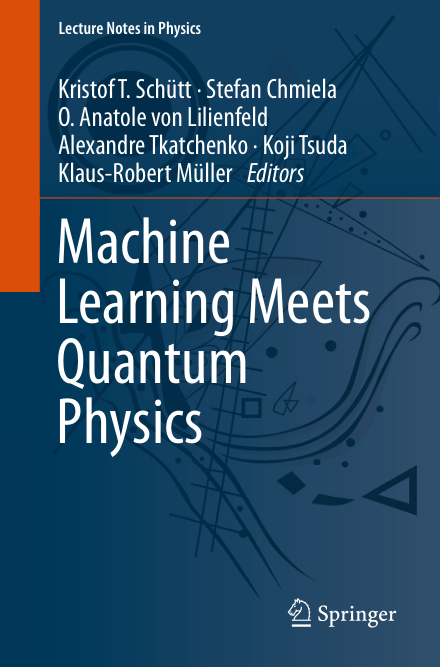 Lecture Notes in Physics
Kristof T. Schütt · Stefan Chmiela
O. Anatole von Lilienfeld
Alexandre Tkatchenko · Koji Tsuda
Klaus-Robert Müller Editors
Machine
Learning Meets
Quantum
Physics
Springer